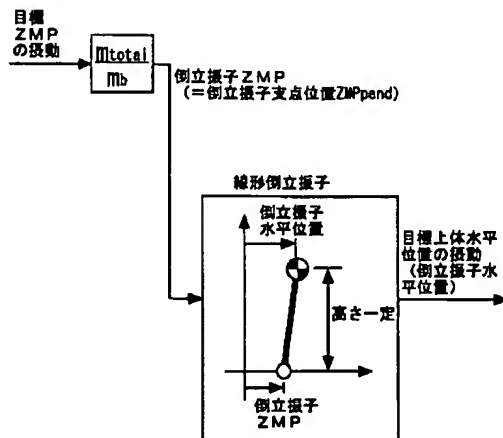 目標
ZMP
の摂動
mtotal
mb
倒立振子ZMP
(=倒立振子支点位置ZMPpend)
線形倒立振子
倒立振子
水平位置
高さ一定
倒立振子
ZMP
目標上体水平
位置の摂動
(倒立振子水
平位置)